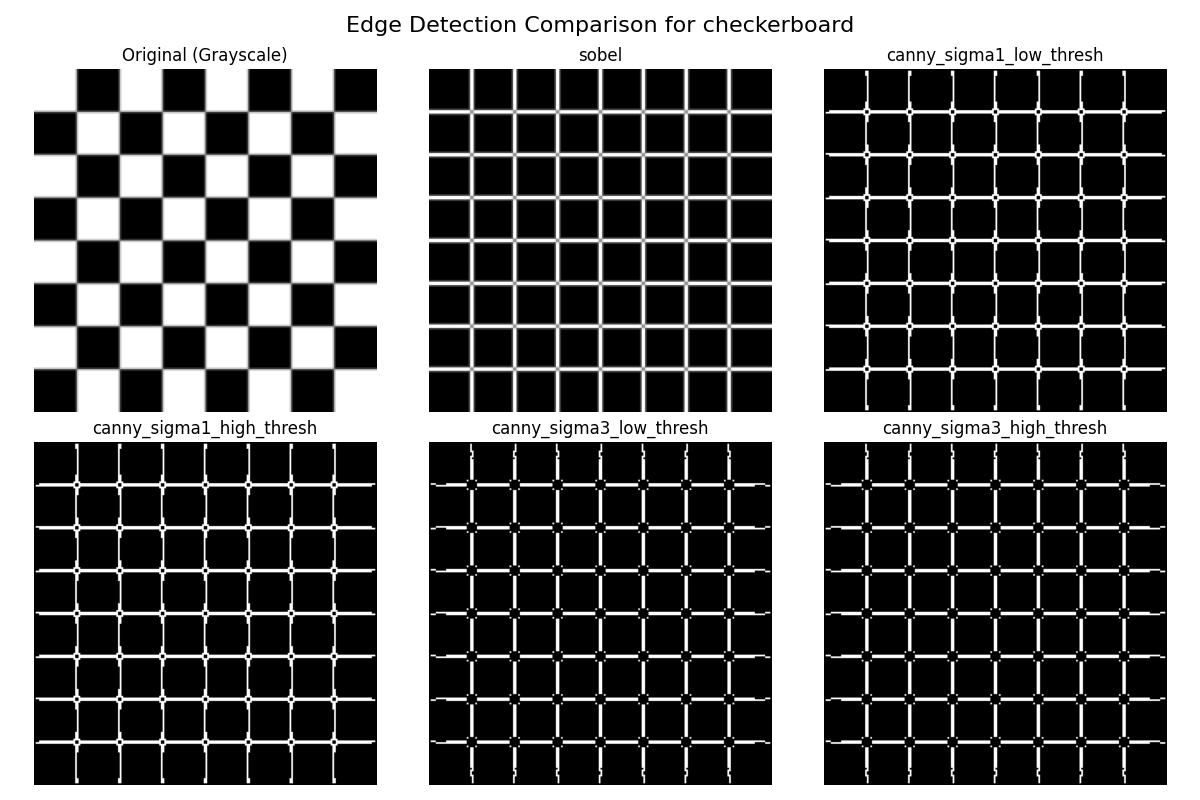 Edge Detection Comparison for checkerboard
Original (Grayscale)
sobel
canny_sigma1_low_thresh
canny_sigma1_high_thresh
canny_sigma3_low_thresh
canny_sigma3_high_thresh